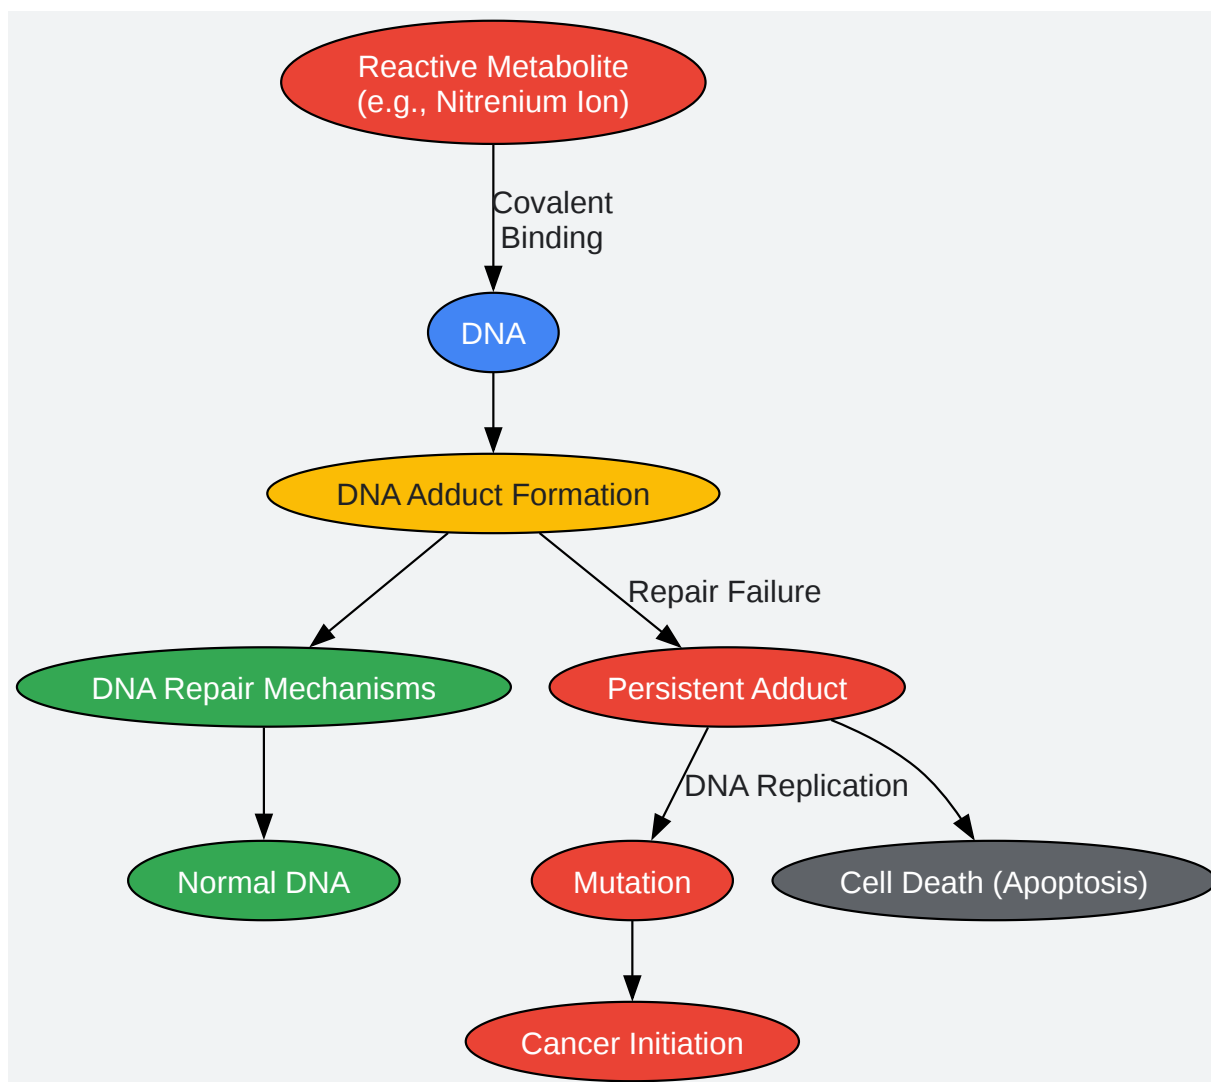 Reactive Metabolite
(e.g., Nitrenium Ion)
Covalent
Binding
DNA
DNA Adduct Formation
Repair Failure
DNA Repair Mechanisms
Persistent Adduct
DNA Replication
Normal DNA
Mutation
Cell Death (Apoptosis)
Cancer Initiation